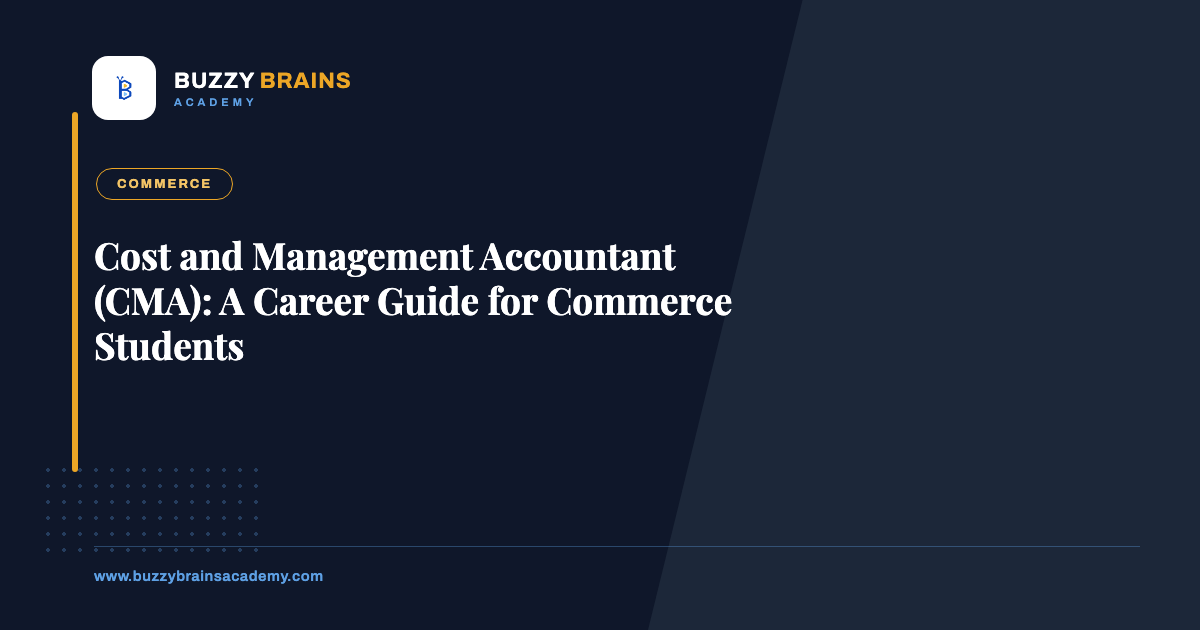 BUZZY BRAINS
ACADEMY
COMMERCE
Cost and Management Accountant
(CMA): A Career Guide for Commerce
Students
www.buzzybrainsacademy.com